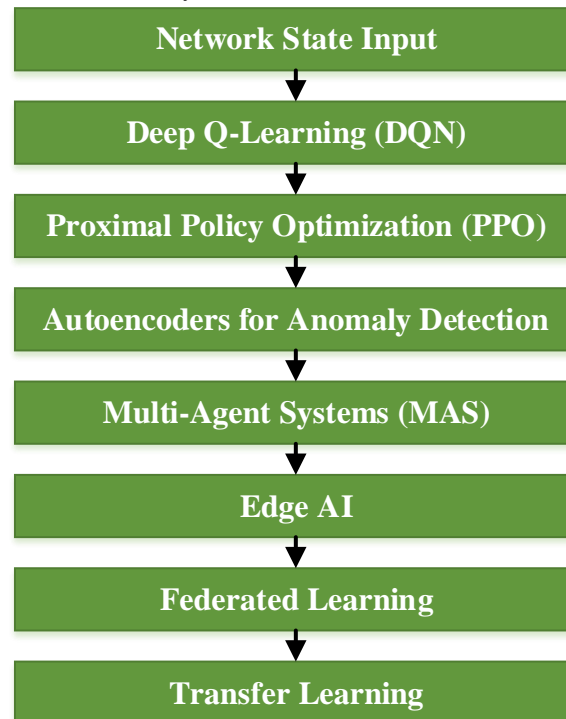 Network State Input
Deep Q-Learning (DQN)
Proximal Policy Optimization (PPO)
Autoencoders for Anomaly Detection
Multi-Agent Systems (MAS)
Edge AI
Federated Learning
Transfer Learning